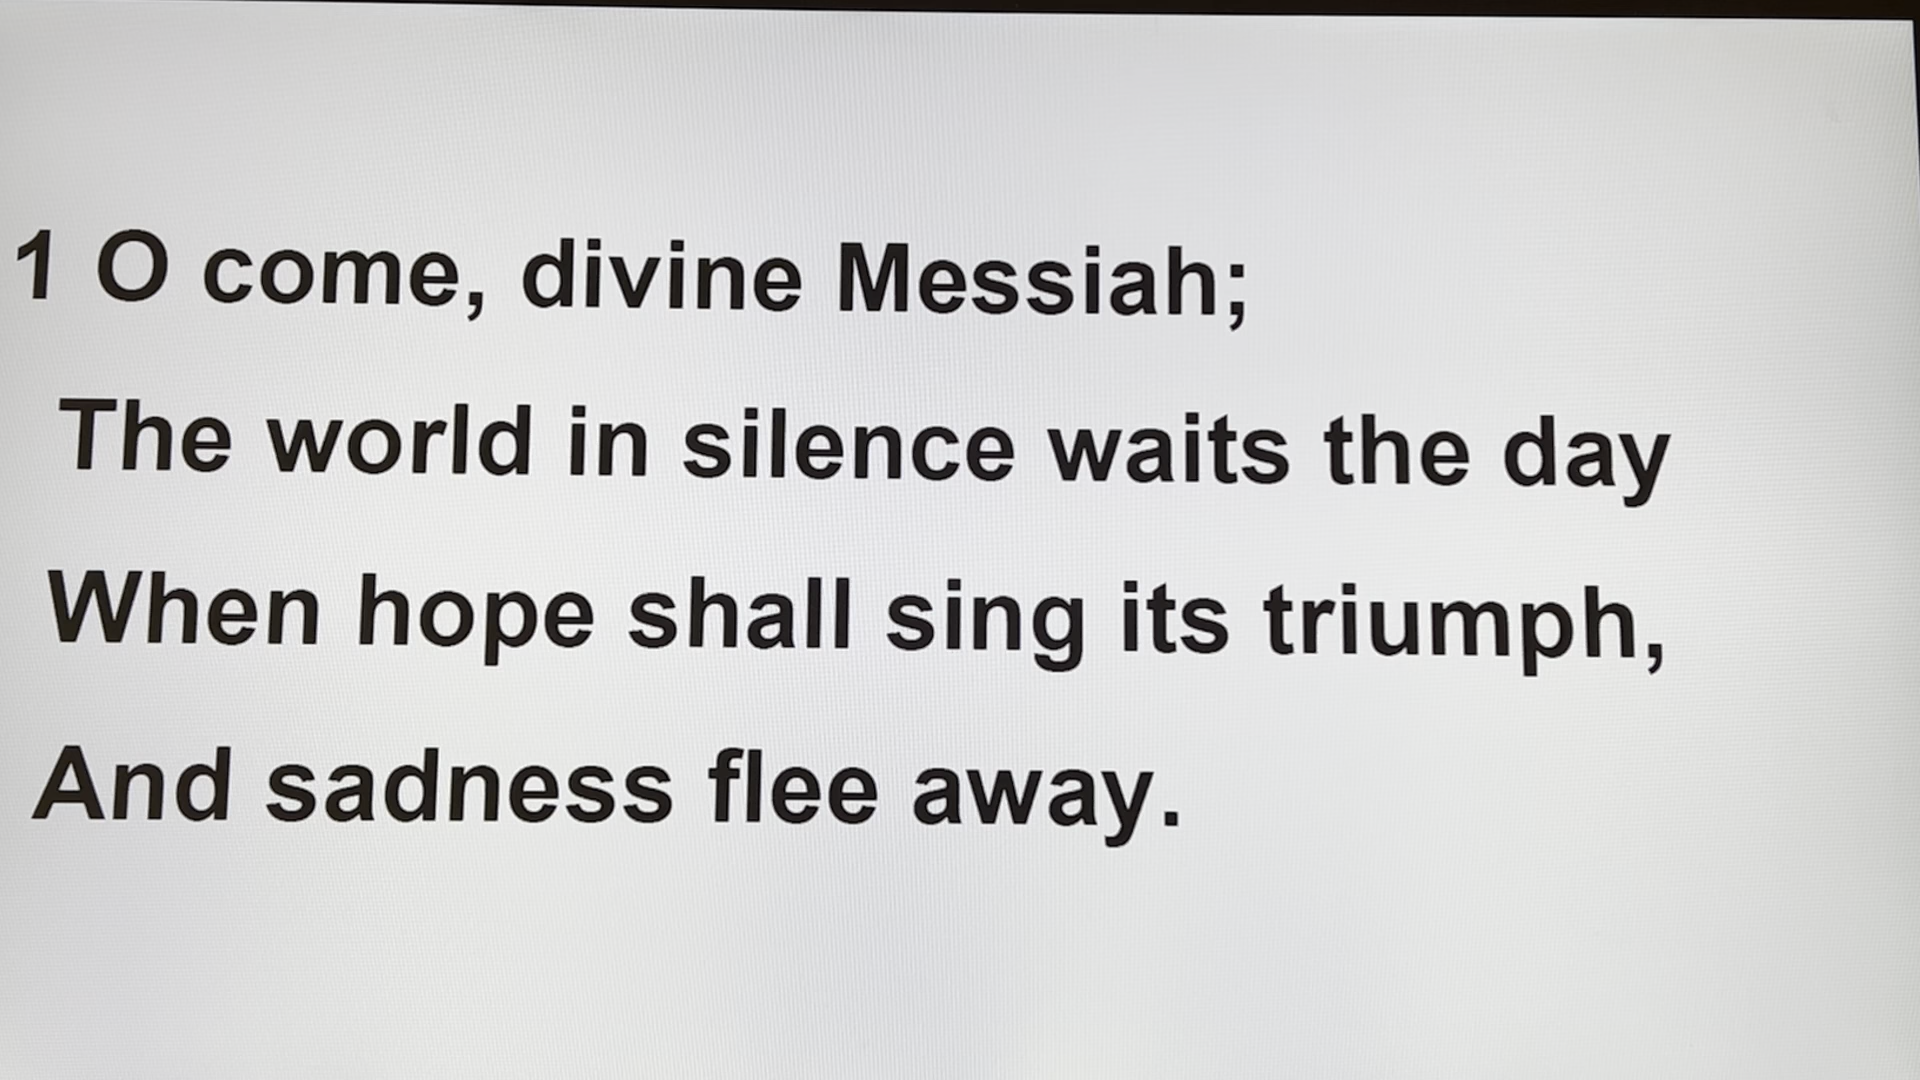 1 O come, divine Messiah;
The world in silence waits the day
When hope shall sing its triumph,
And sadness flee away.